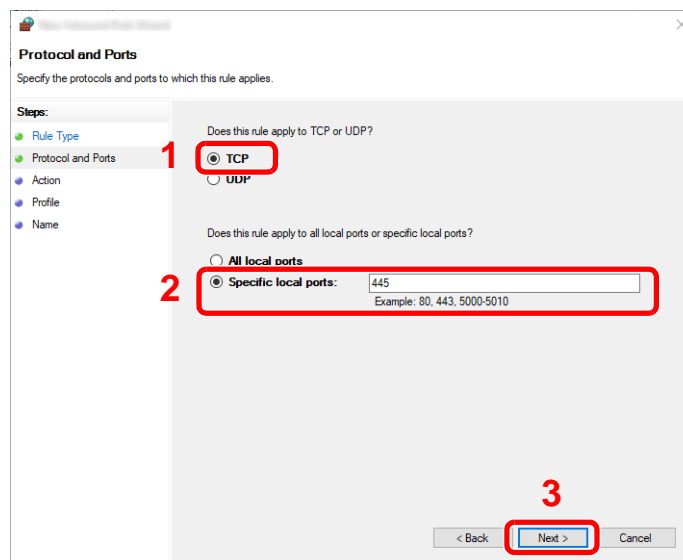 Protocol and Ports
Specify the protocols and ports to which this rule applies.
Steps:
Rule Type
Protocol and Ports
Action
Profile
Name
Does this rule apply to TCP or UDP?
1
TCP
UDP
Does this rule apply to all local ports or specific local ports?
All local ports
2
Specific local ports:
445
Example: 80, 443, 5000-5010
3
< Back
Next >
Cancel